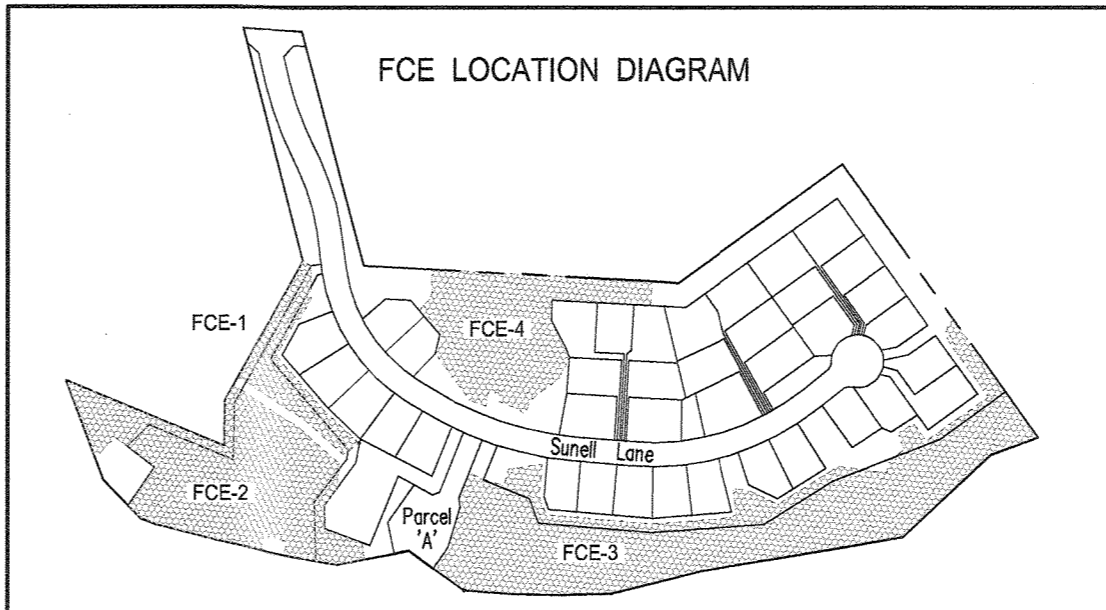 FCE LOCATION DIAGRAM
FCE-1
FCE-4
Sunell Lane
FCE-2
Parcel
'A'
FCE-3